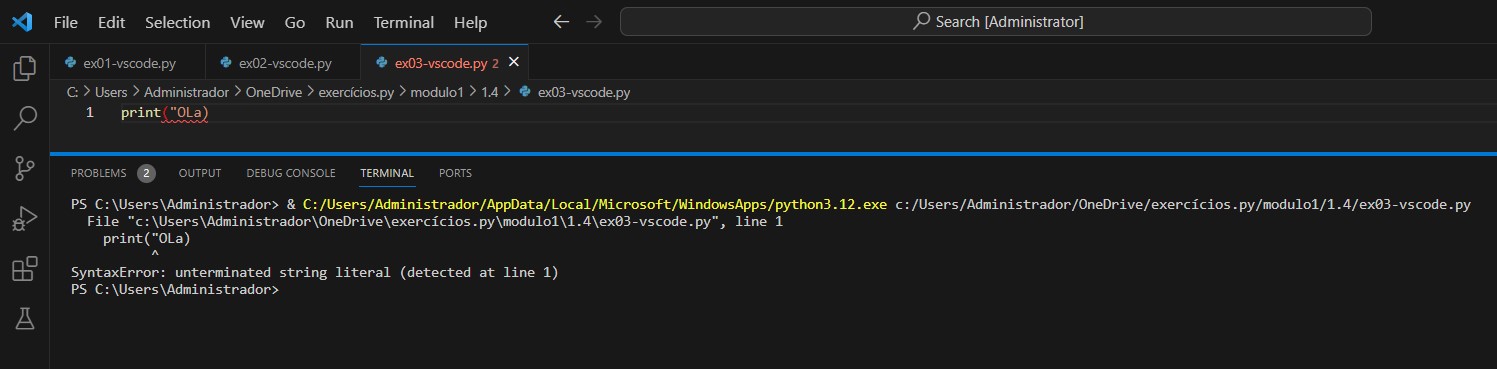 File Edit Selection View Go Run Terminal Help Search [Administrator]
ex01-vscode.py ex02-vscode.py ex03-vscode.py 2
C: > Users > Administrador > OneDrive > exercícios.py > modulo1 > 1.4 > ex03-vscode.py
1 print("OLa)
PROBLEMS 2 OUTPUT DEBUG CONSOLE TERMINAL PORTS
PS C:\Users\Administrador> & C:/Users/Administrador/AppData/Local/Microsoft/WindowsApps/python3.12.exe c:/Users/Administrador/OneDrive/exercícios.py/modulo1/1.4/ex03-vscode.py
File "c:\Users\Administrador\OneDrive\exercícios.py\modulo1\1.4\ex03-vscode.py", line 1
print("OLa)
^
SyntaxError: unterminated string literal (detected at line 1)
PS C:\Users\Administrador>